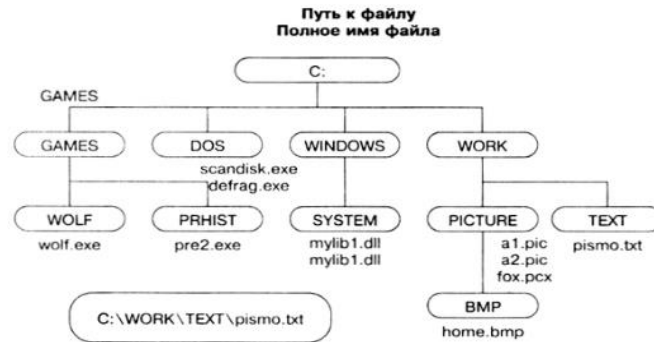 Путь к файлу
Полное имя файла
C:
GAMES
GAMES DOS WINDOWS WORK
scandisk.exe
defrag.exe
WOLF PRHIST SYSTEM PICTURE TEXT
wolf.exe pre2.exe mylib1.dll a1.pic pismo.txt
mylib1.dll a2.pic
fox.pcx
C:\WORK\TEXT\pismo.txt
BMP
home.bmp